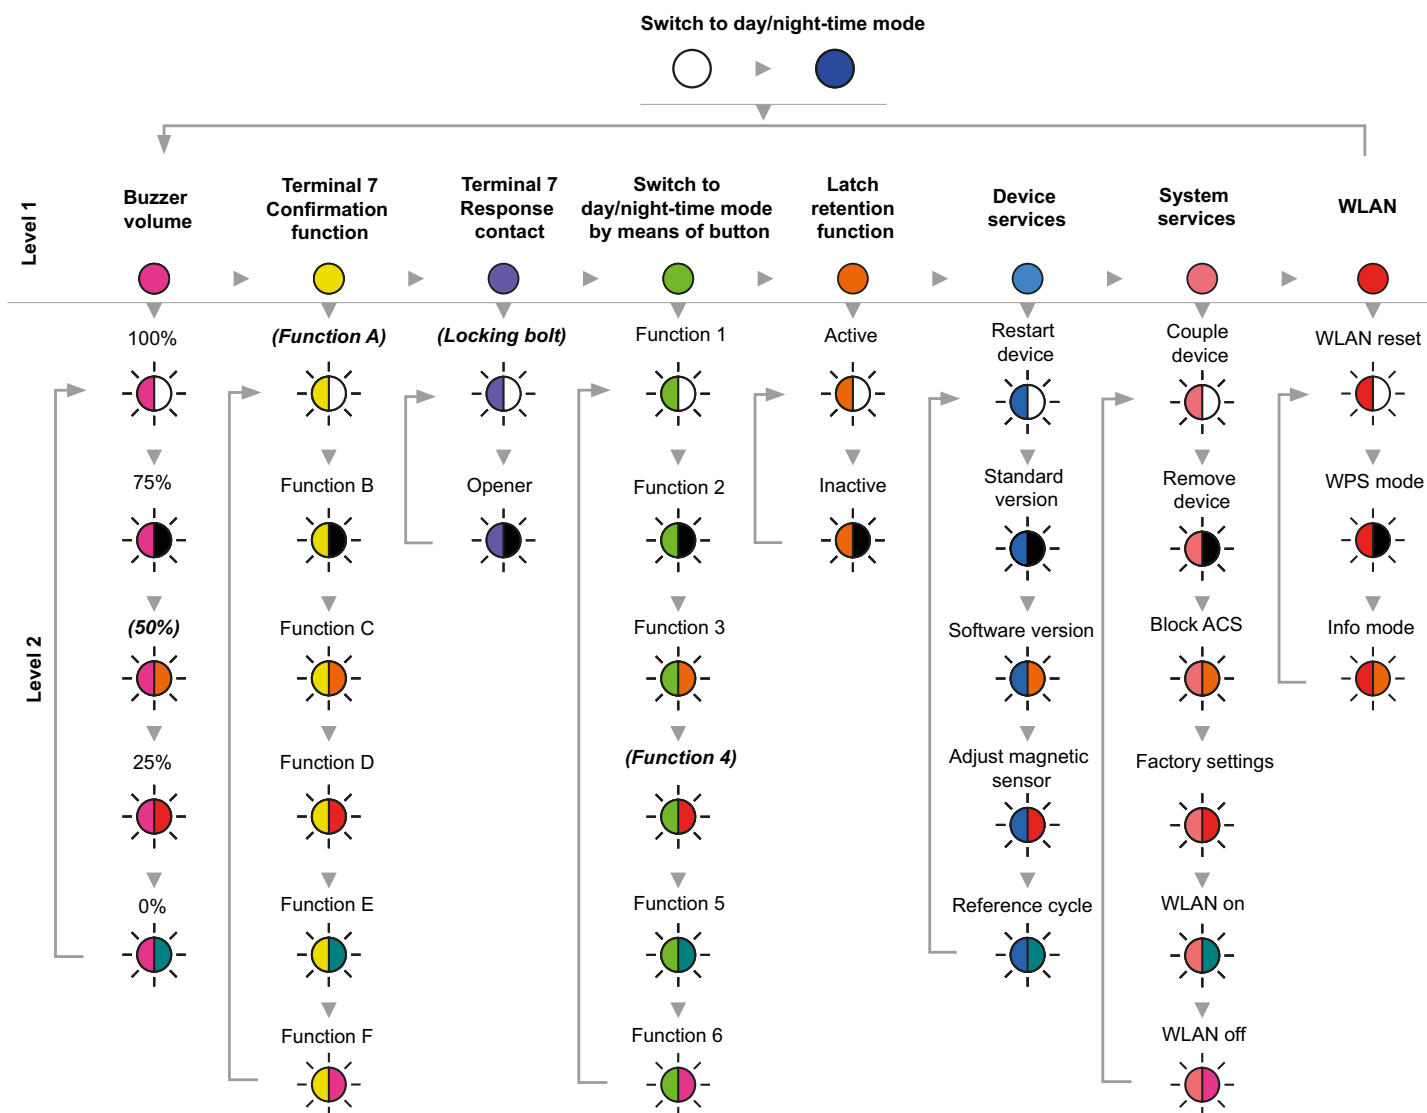 Switch to day/night-time mode
Level 1
Buzzer
volume
Terminal 7
Confirmation
function
Terminal 7
Response
contact
Switch to
day/night-time mode
by means of button
Latch
retention
function
Device
services
System
services
WLAN
Level 2
100%
75%
(50%)
25%
0%
(Function A)
Function B
Function C
Function D
Function E
Function F
(Locking bolt)
Opener
Function 1
Function 2
Function 3
(Function 4)
Function 5
Function 6
Active
Inactive
Restart
device
Standard
version
Software version
Adjust magnetic
sensor
Reference cycle
Couple
device
Remove
device
Block ACS
Factory settings
WLAN on
WLAN off
WLAN reset
WPS mode
Info mode